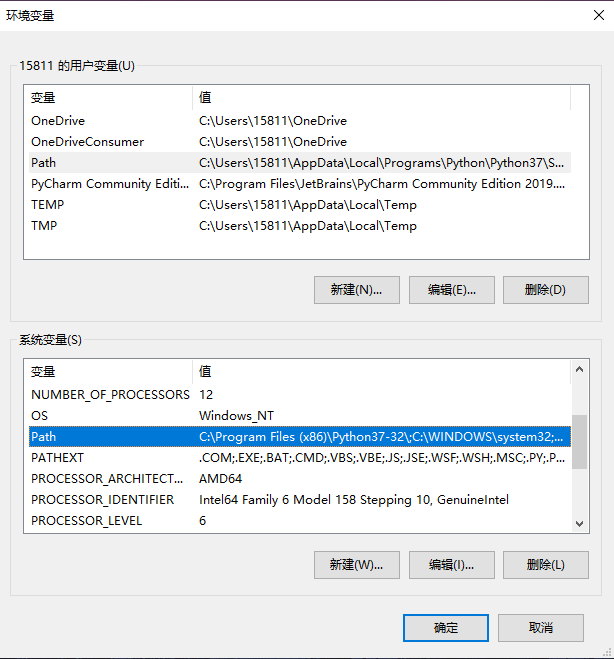 环境变量
15811 的用户变量(U)
变量 值
OneDrive C:\Users\15811\OneDrive
OneDriveConsumer C:\Users\15811\OneDrive
Path C:\Users\15811\AppData\Local\Programs\Python\Python37\S...
PyCharm Community Editi... C:\Program Files\JetBrains\PyCharm Community Edition 2019....
TEMP C:\Users\15811\AppData\Local\Temp
TMP C:\Users\15811\AppData\Local\Temp
新建(N)... 编辑(E)... 删除(D)
系统变量(S)
变量 值
NUMBER_OF_PROCESSORS 12
OS Windows_NT
Path C:\Program Files (x86)\Python37-32\;C:\WINDOWS\system32;...
PATHEXT .COM;.EXE;.BAT;.CMD;.VBS;.VBE;.JS;.JSE;.WSF;.WSH;.MSC;.PY;.P...
PROCESSOR_ARCHITECT... AMD64
PROCESSOR_IDENTIFIER Intel64 Family 6 Model 158 Stepping 10, GenuineIntel
PROCESSOR_LEVEL 6
新建(W)... 编辑(I)... 删除(L)
确定 取消